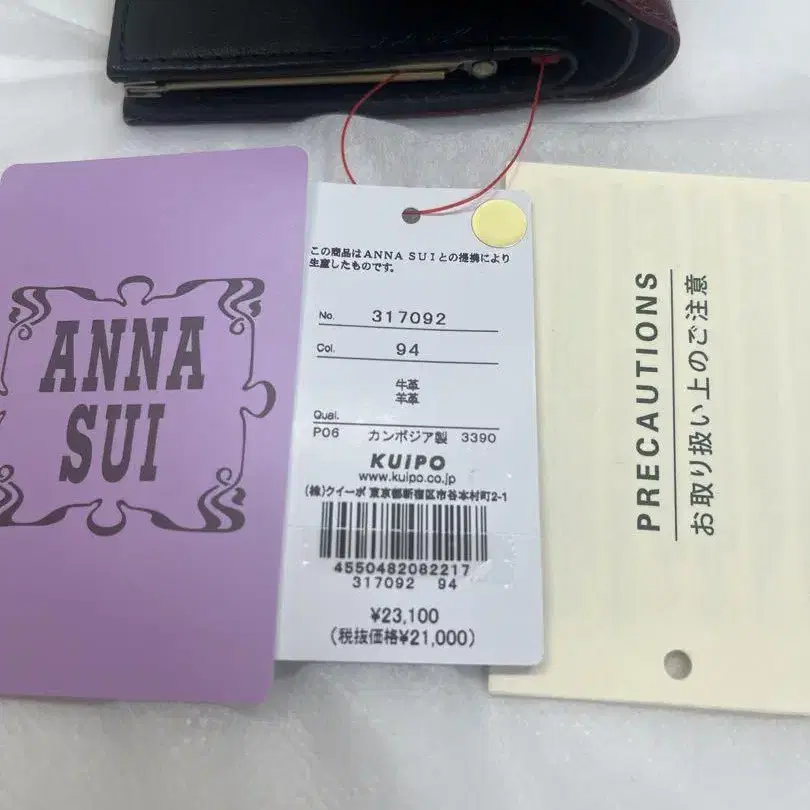 ANNA
SUI
この商品はANNA SUIとの提携により
生産したものです。
No. 317092
Col. 94
牛革
羊革
Qual.
P06 カンボジア製 3390
KUIPO
www.kuipo.co.jp
(株)クイーポ 東京都新宿区市谷本村町2-1
4550482082217
317092 94
¥23,100
(税抜価格¥21,000)
PRECAUTIONS
お取り扱い上のご注意